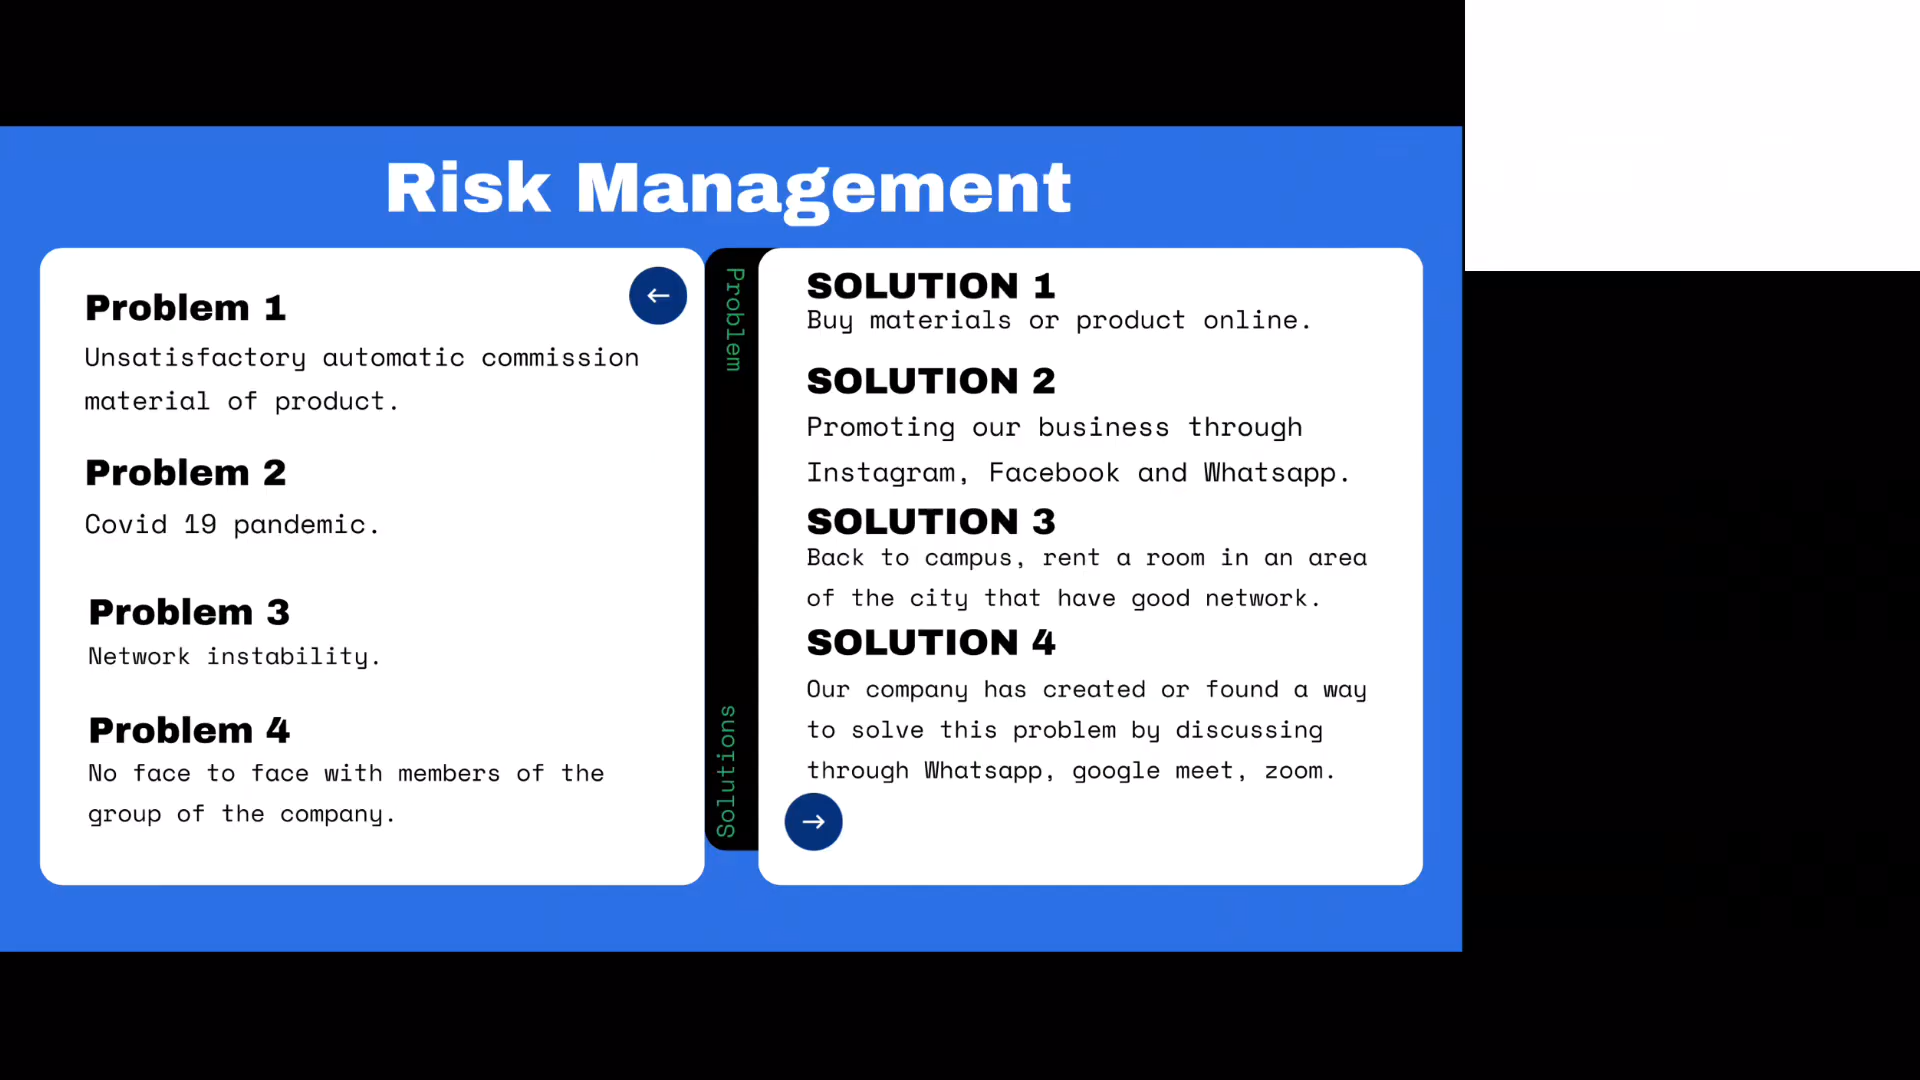 Risk Management
Problem 1
Unsatisfactory automatic commission
material of product.
Problem 2
Covid 19 pandemic.
Problem 3
Network instability.
Problem 4
No face to face with members of the
group of the company.
Problem
Solutions
SOLUTION 1
Buy materials or product online.
SOLUTION 2
Promoting our business through
Instagram, Facebook and Whatsapp.
SOLUTION 3
Back to campus, rent a room in an area
of the city that have good network.
SOLUTION 4
Our company has created or found a way
to solve this problem by discussing
through Whatsapp, google meet, zoom.